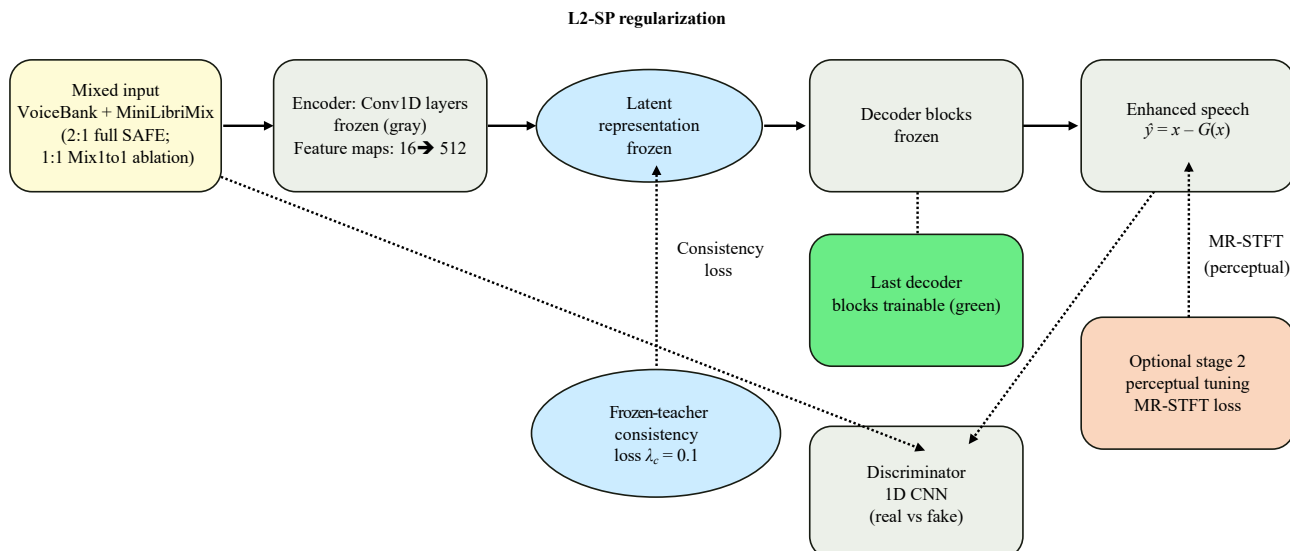 L2-SP regularization
Mixed input
VoiceBank + MiniLibriMix
(2:1 full SAFE;
1:1 Mix1to1 ablation)
Encoder: Conv1D layers
frozen (gray)
Feature maps: 16➔ 512
Latent
representation
frozen
Decoder blocks
frozen
Enhanced speech
ŷ = x – G(x)
Consistency
loss
MR-STFT
(perceptual)
Last decoder
blocks trainable (green)
Optional stage 2
perceptual tuning
MR-STFT loss
Frozen-teacher
consistency
loss λc = 0.1
Discriminator
1D CNN
(real vs fake)